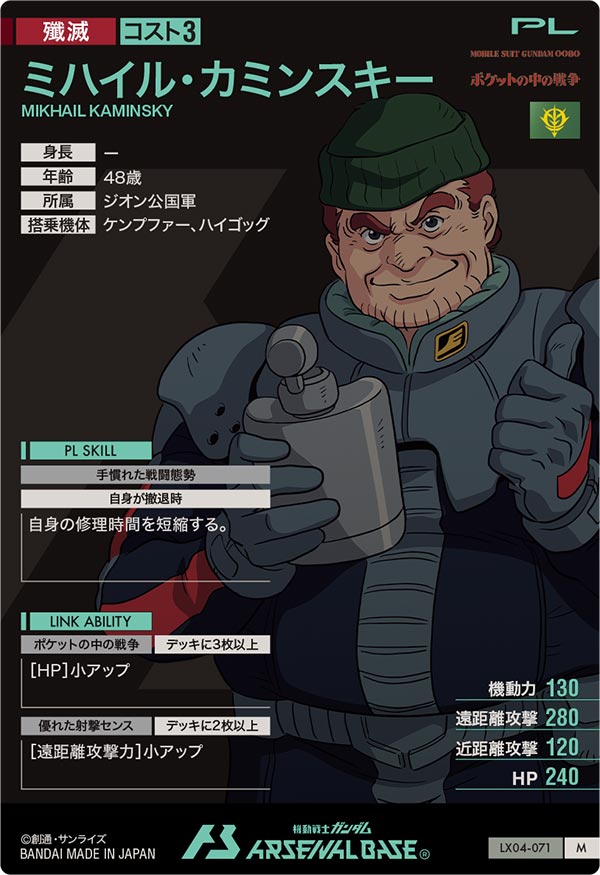 殲滅 コスト3
PL
ミハイル・カミンスキー
MIKHAIL KAMINSKY
MOBILE SUIT GUNDAM 0080
ポケットの中の戦争
身長 ー
年齢 48歳
所属 ジオン公国軍
搭乗機体 ケンプファー、ハイゴッグ
PL SKILL
手慣れた戦闘態勢
自身が撤退時
自身の修理時間を短縮する。
LINK ABILITY
ポケットの中の戦争 デッキに3枚以上
[HP]小アップ
優れた射撃センス デッキに2枚以上
[遠距離攻撃力]小アップ
機動力 130
遠距離攻撃 280
近距離攻撃 120
HP 240
©創通・サンライズ
BANDAI MADE IN JAPAN
機動戦士ガンダム
ARSENAL BASE®
LX04-071 M